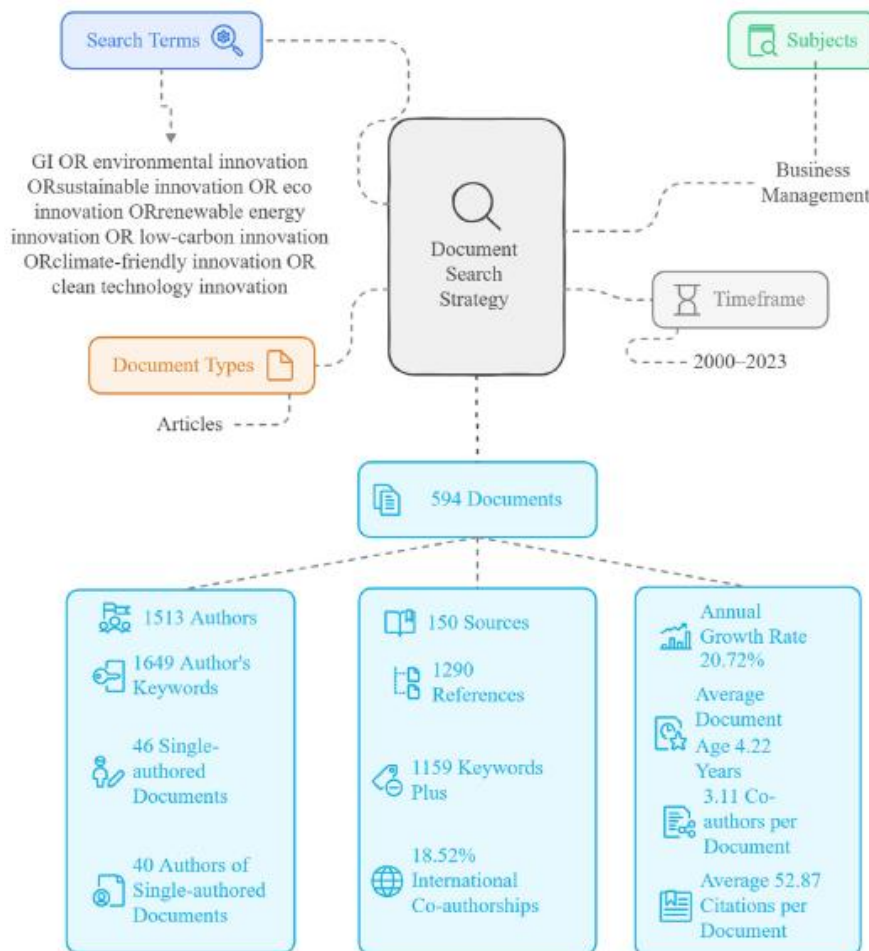 Search Terms
Subjects
GI OR environmental innovation
ORsustainable innovation OR eco
innovation ORrenewable energy
innovation OR low-carbon innovation
ORclimate-friendly innovation OR
clean technology innovation
Document
Search
Strategy
Business
Management
Timeframe
2000–2023
Document Types
Articles
594 Documents
1513 Authors
1649 Author's
Keywords
46 Single-
authored
Documents
40 Authors of
Single-authored
Documents
150 Sources
1290
References
1159 Keywords
Plus
18.52%
International
Co-authorships
Annual
Growth Rate
20.72%
Average
Document
Age 4.22
Years
3.11 Co-
authors per
Document
Average 52.87
Citations per
Document